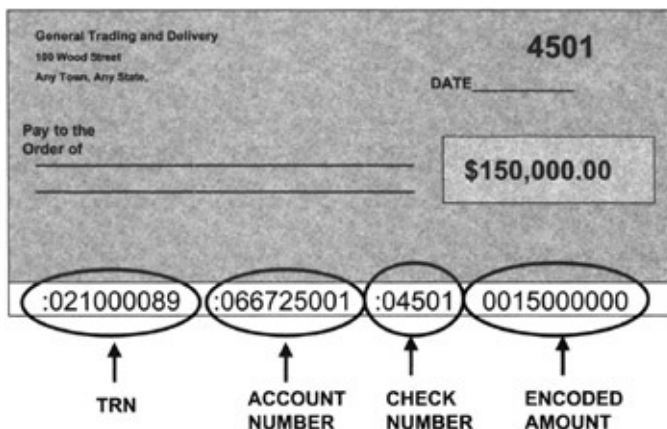 General Trading and Delivery
100 Wood Street
Any Town, Any State,
4501
DATE
Pay to the
Order of
$150,000.00
:021000089 :066725001 :04501 0015000000
TRN ACCOUNT NUMBER CHECK NUMBER ENCODED AMOUNT